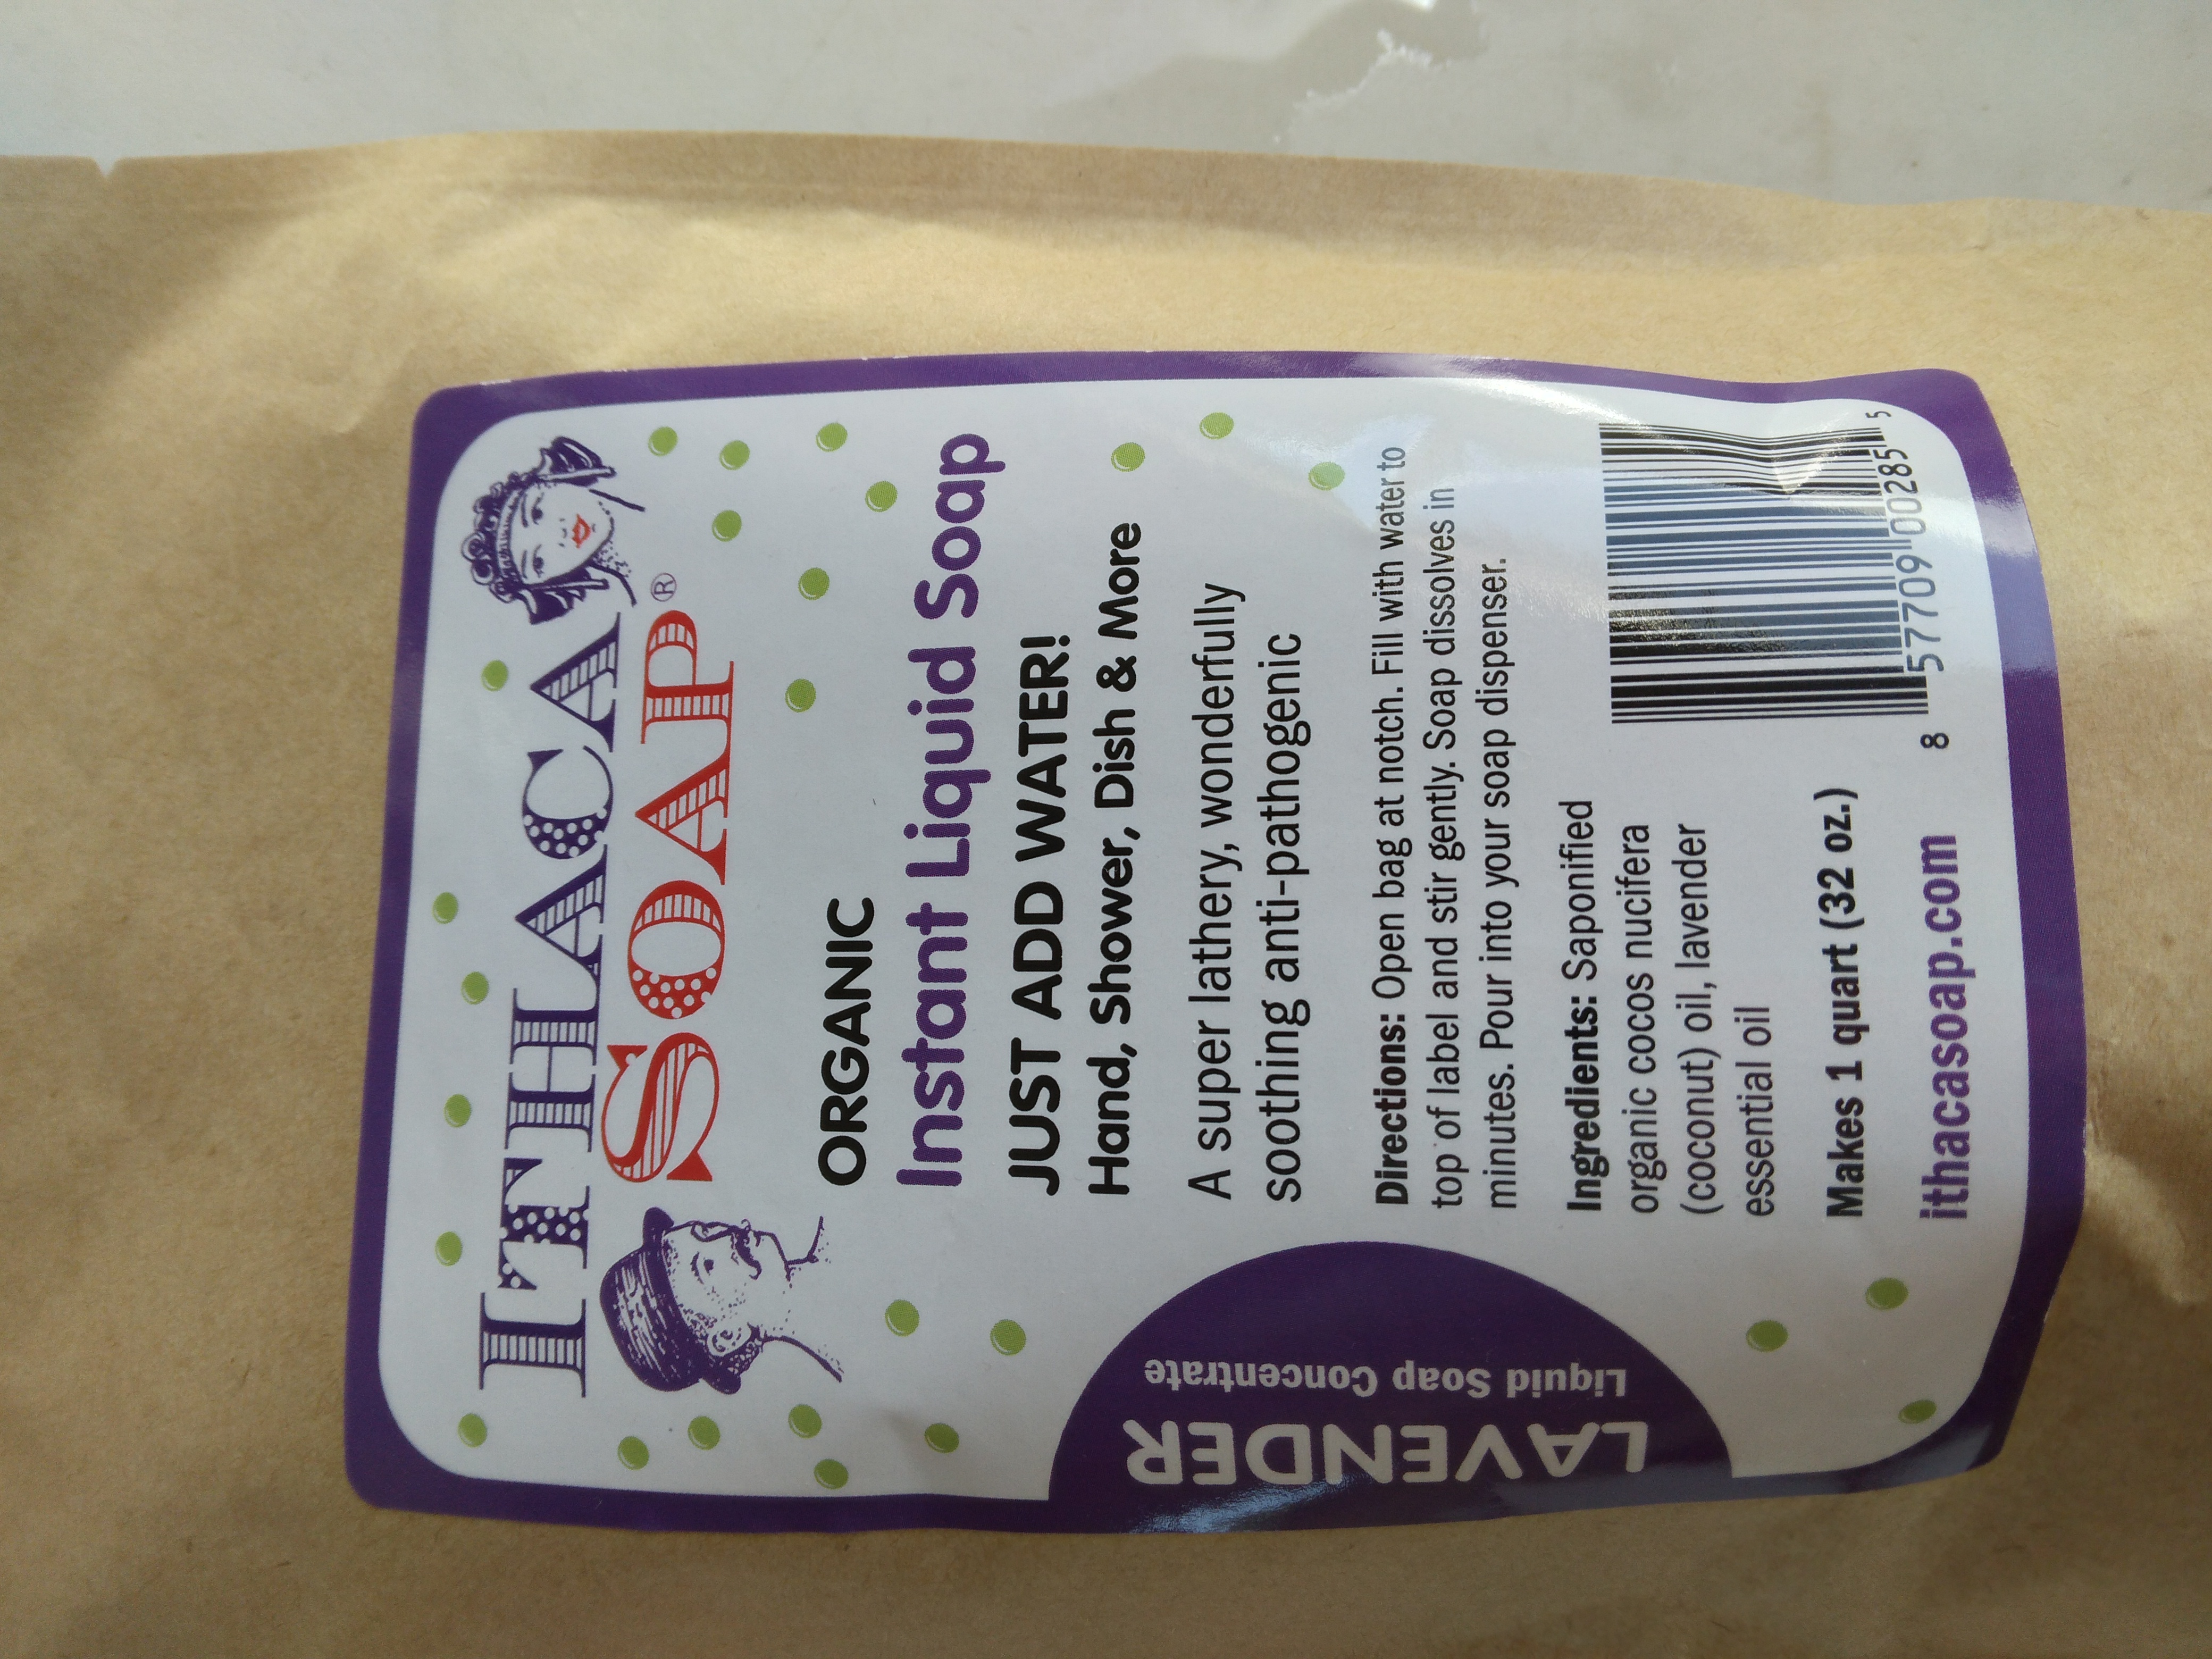 ITHACA
SOAP®
ORGANIC
Instant Liquid Soap
JUST ADD WATER!
Hand, Shower, Dish & More
A super lathery, wonderfully
soothing anti-pathogenic
Directions: Open bag at notch. Fill with water to
top of label and stir gently. Soap dissolves in
minutes. Pour into your soap dispenser.
Ingredients: Saponified
organic cocos nucifera
(coconut) oil, lavender
essential oil
Makes 1 quart (32 oz.)
ithacasoap.com
8 57709 00285 5
LAVENDER
Liquid Soap Concentrate